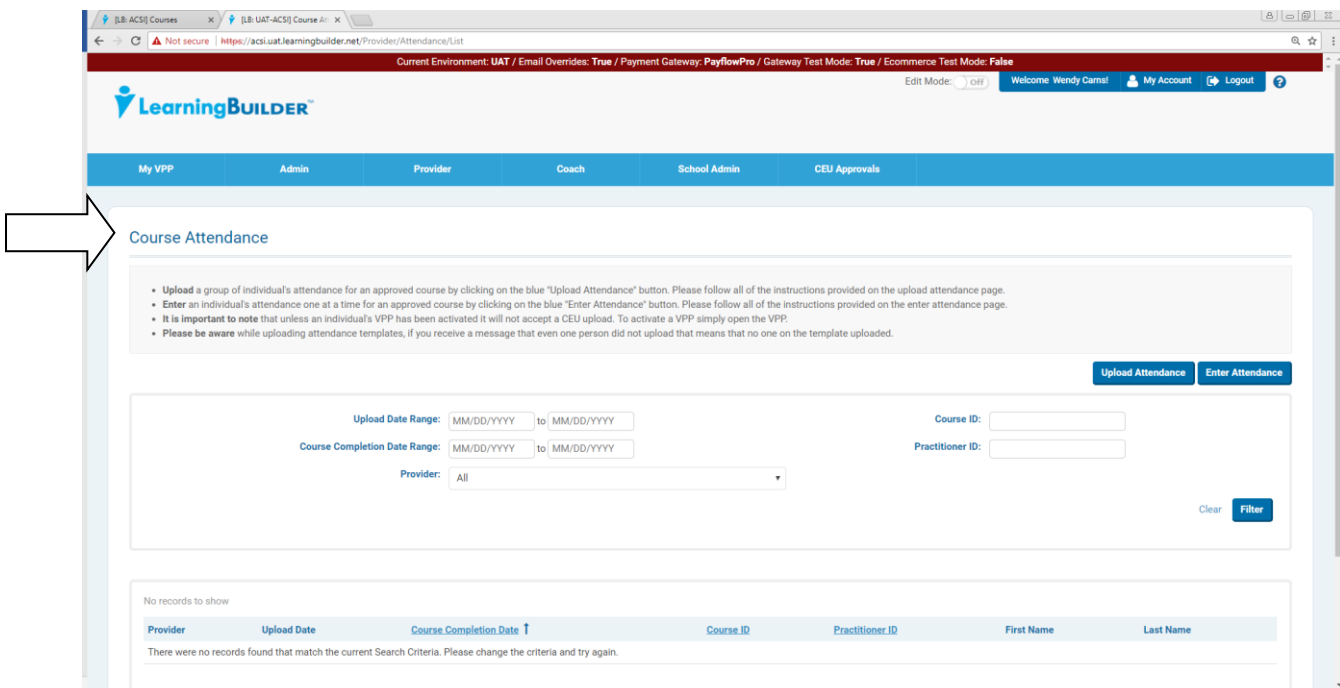 [LB: ACSI] Courses
[LB: UAT-ACSI] Course At
Not secure | https://acsi.uat.learningbuilder.net/Provider/Attendance/List
Current Environment: UAT / Email Overrides: True / Payment Gateway: PayflowPro / Gateway Test Mode: True / Ecommerce Test Mode: False
Edit Mode: Off Welcome Wendy Carns! My Account Logout ?
LearningBUILDER™
My VPP Admin Provider Coach School Admin CEU Approvals
Course Attendance
• Upload a group of individual's attendance for an approved course by clicking on the blue "Upload Attendance" button. Please follow all of the instructions provided on the upload attendance page.
• Enter an individual's attendance one at a time for an approved course by clicking on the blue "Enter Attendance" button. Please follow all of the instructions provided on the enter attendance page.
• It is important to note that unless an individual's VPP has been activated it will not accept a CEU upload. To activate a VPP simply open the VPP.
• Please be aware while uploading attendance templates, if you receive a message that even one person did not upload that means that no one on the template uploaded.
Upload Attendance Enter Attendance
Upload Date Range: MM/DD/YYYY to MM/DD/YYYY Course ID:
Course Completion Date Range: MM/DD/YYYY to MM/DD/YYYY Practitioner ID:
Provider: All
Clear Filter
No records to show
Provider Upload Date Course Completion Date ↑ Course ID Practitioner ID First Name Last Name
There were no records found that match the current Search Criteria. Please change the criteria and try again.